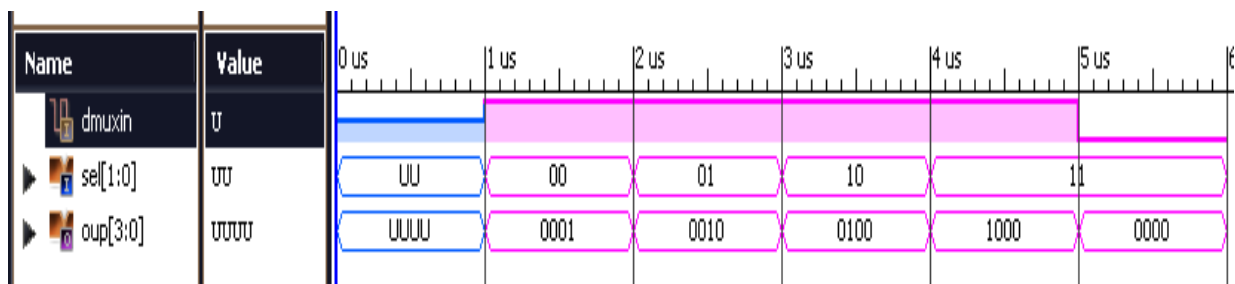 Name Value 0 us 1 us 2 us 3 us 4 us 5 us 6
dmuxin U
sel[1:0] UU UU 00 01 10 11
oup[3:0] UUUU UUUU 0001 0010 0100 1000 0000